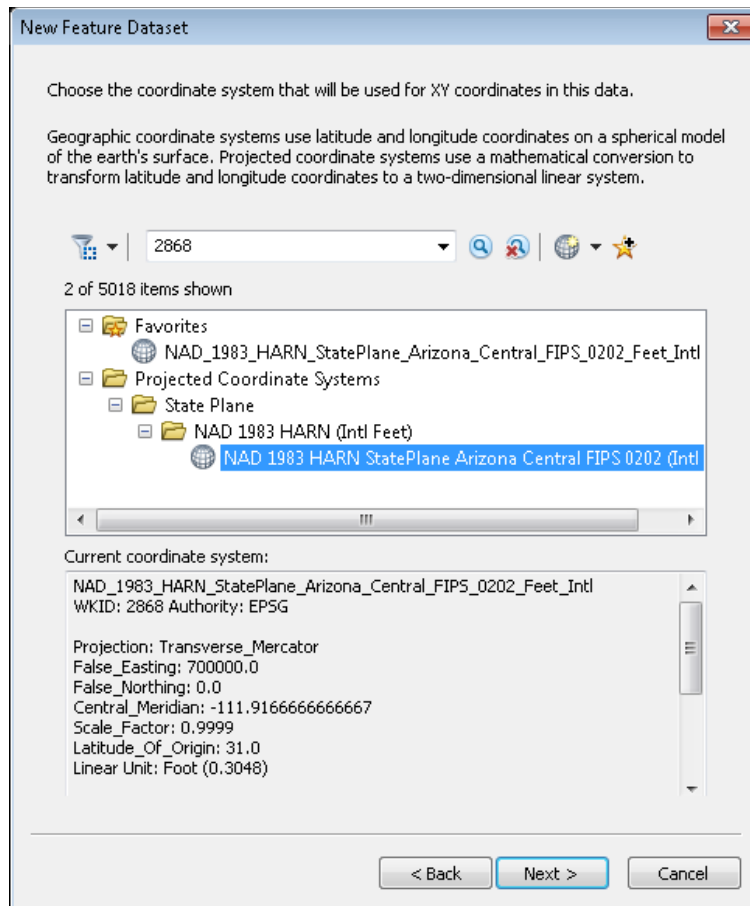 New Feature Dataset
Choose the coordinate system that will be used for XY coordinates in this data.
Geographic coordinate systems use latitude and longitude coordinates on a spherical model
of the earth's surface. Projected coordinate systems use a mathematical conversion to
transform latitude and longitude coordinates to a two-dimensional linear system.
2868
2 of 5018 items shown
Favorites
NAD_1983_HARN_StatePlane_Arizona_Central_FIPS_0202_Feet_Intl
Projected Coordinate Systems
State Plane
NAD 1983 HARN (Intl Feet)
NAD 1983 HARN StatePlane Arizona Central FIPS 0202 (Intl
Current coordinate system:
NAD_1983_HARN_StatePlane_Arizona_Central_FIPS_0202_Feet_Intl
WKID: 2868 Authority: EPSG
Projection: Transverse_Mercator
False_Easting: 700000.0
False_Northing: 0.0
Central_Meridian: -111.9166666666667
Scale_Factor: 0.9999
Latitude_Of_Origin: 31.0
Linear Unit: Foot (0.3048)
< Back Next > Cancel